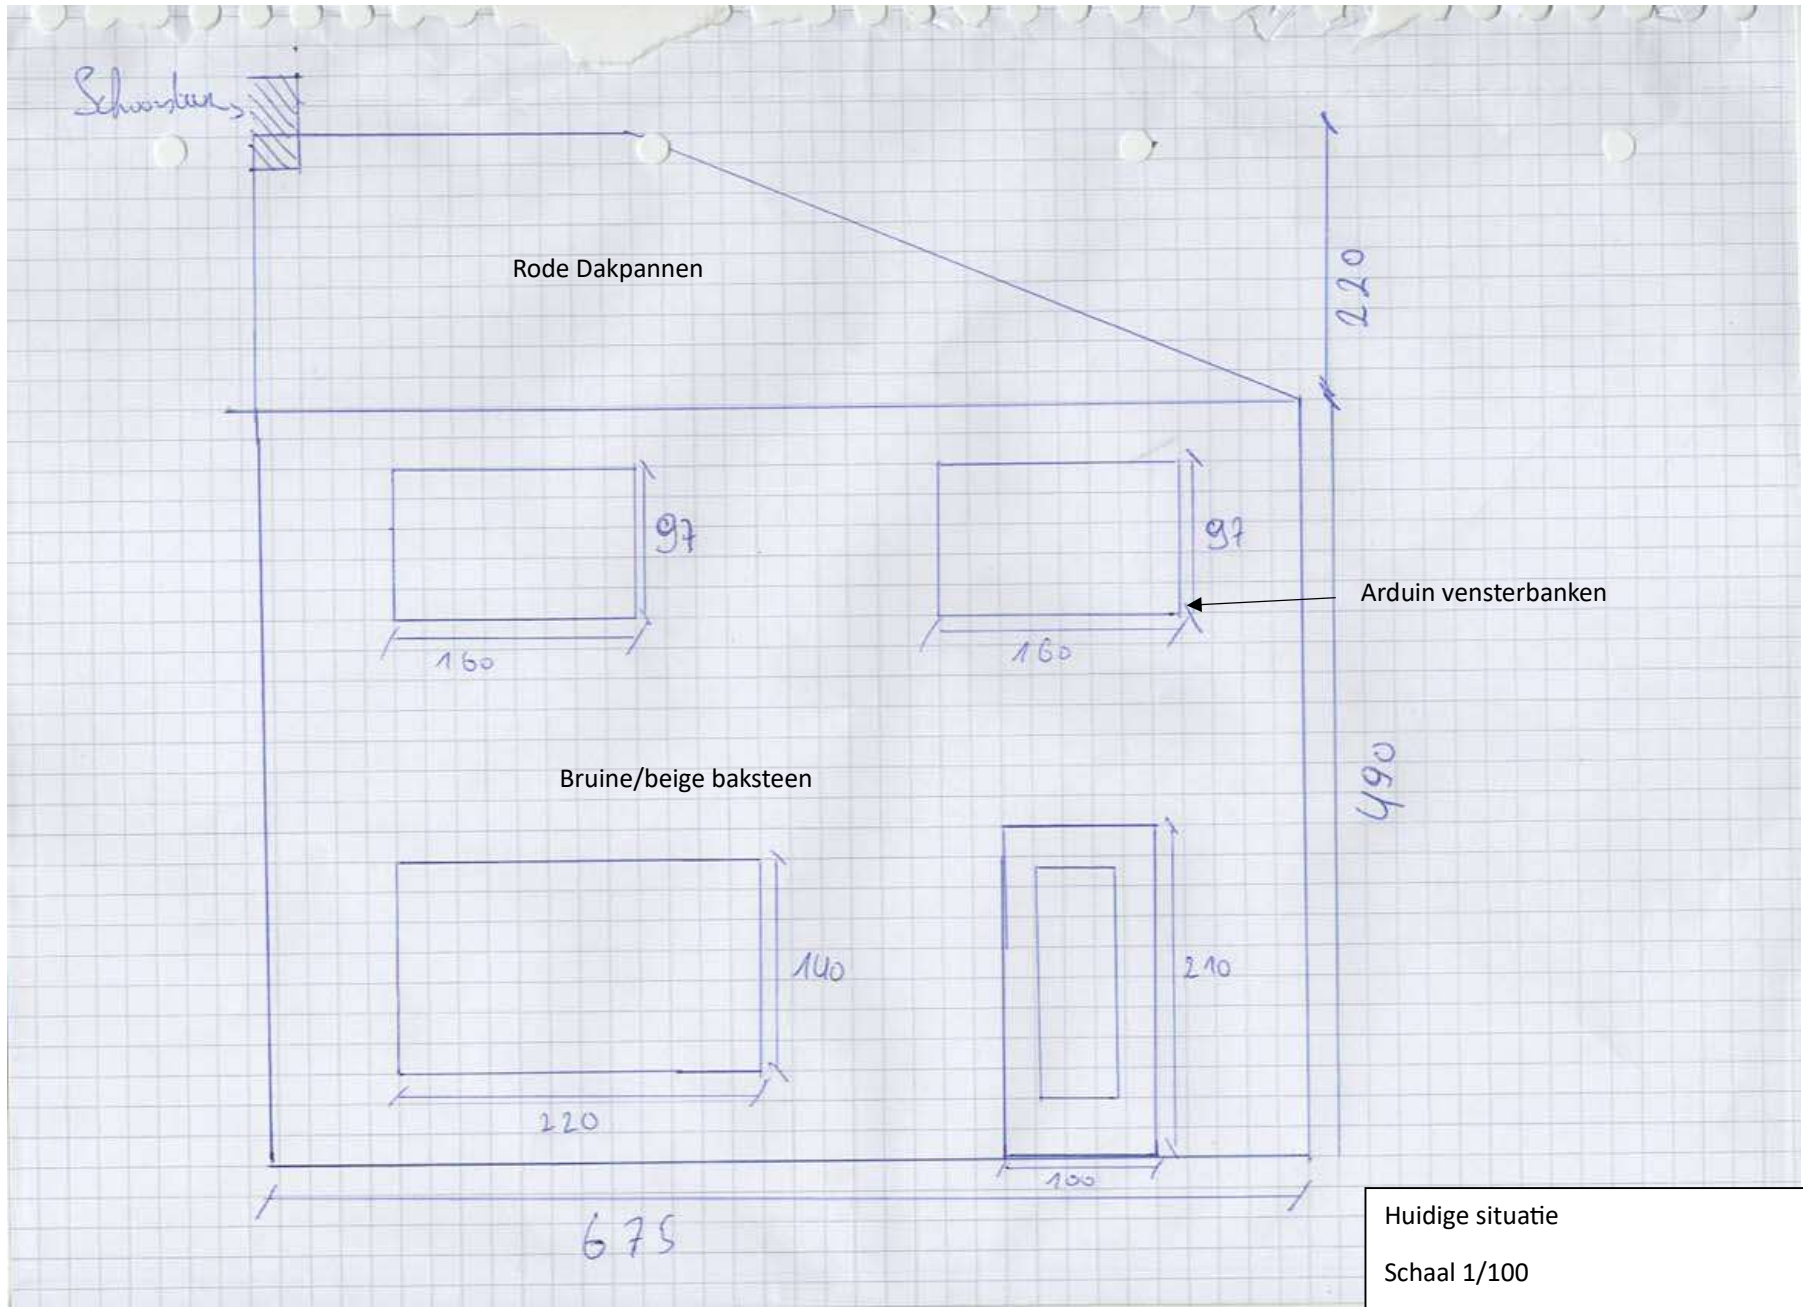 Schoorsteen
Rode Dakpannen
220
97
97
Arduin vensterbanken
160
160
Bruine/beige baksteen
490
140
210
220
100
675
Huidige situatie
Schaal 1/100